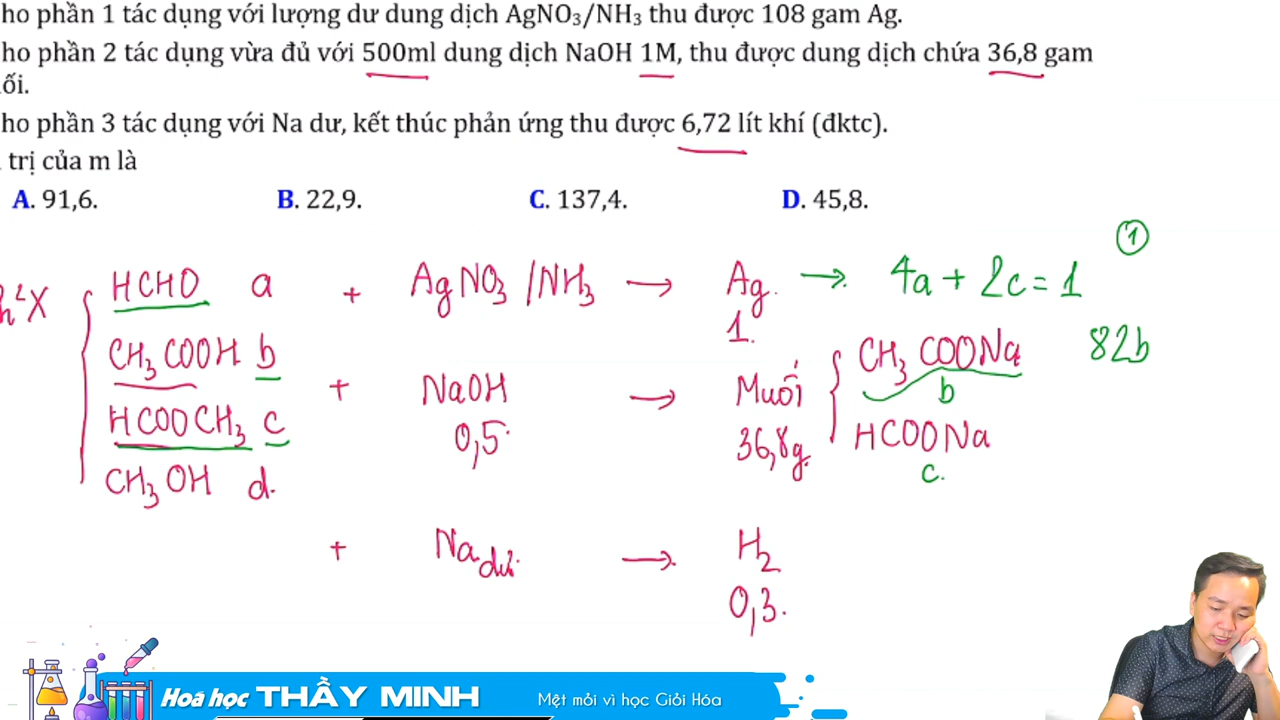 ho phần 1 tác dụng với lượng dư dung dịch AgNO₃/NH₃ thu được 108 gam Ag.
ho phần 2 tác dụng vừa đủ với 500ml dung dịch NaOH 1M, thu được dung dịch chứa 36,8 gam
ối.
ho phần 3 tác dụng với Na dư, kết thúc phản ứng thu được 6,72 lít khí (đktc).
trị của m là
A. 91,6. B. 22,9. C. 137,4. D. 45,8.
1
X HCHO a + AgNO₃/NH₃ → Ag. → 4a + 2c = 1
1.
CH₃COOH b CH₃COONa 82b
+ NaOH → Muối b
HCOOCH₃ c 0,5 36,8g. HCOONa
CH₃OH d. c.
+ Na dư → H₂
0,3.
Hoá học THẦY MINH Mệt mỏi vì học Giỏi Hóa